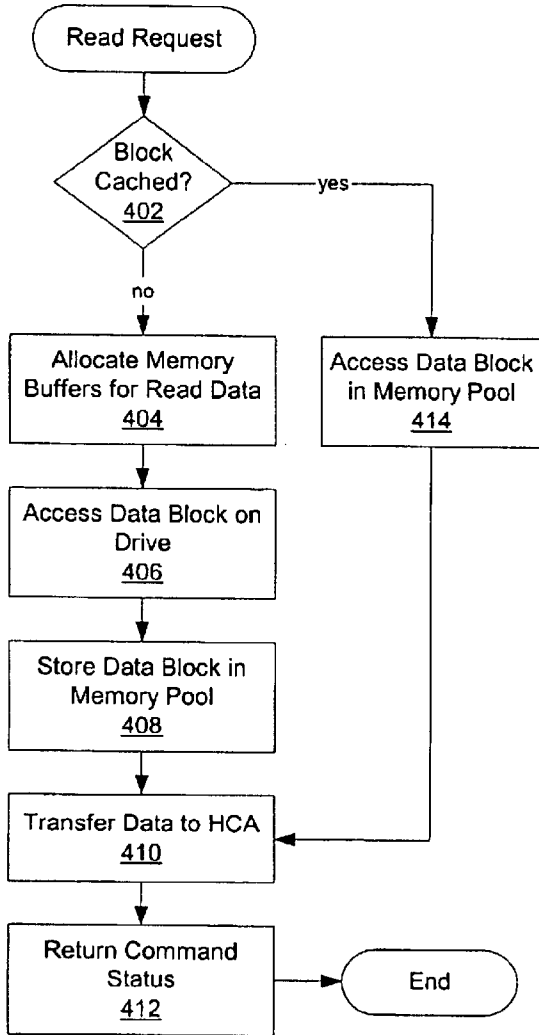 Read Request
Block
Cached?
402
yes
no
Allocate Memory
Buffers for Read Data
404
Access Data Block
in Memory Pool
414
Access Data Block on
Drive
406
Store Data Block in
Memory Pool
408
Transfer Data to HCA
410
Return Command
Status
412
End